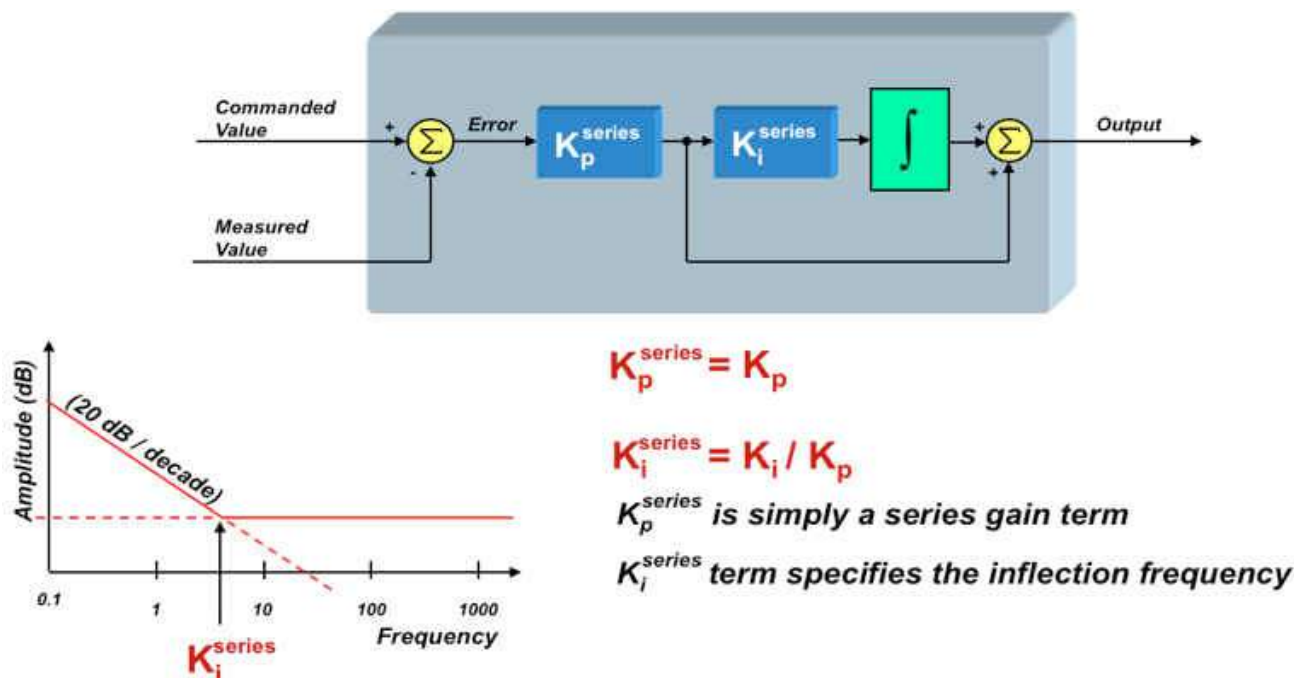 Commanded
Value
+
Σ
-
Error
K_p^series
K_i^series
∫
+
Σ
+
Output
Measured
Value
Amplitude (dB)
(20 dB / decade)
0.1
1
10
100
1000
Frequency
K_i^series
K_p^series = K_p
K_i^series = K_i / K_p
K_p^series is simply a series gain term
K_i^series term specifies the inflection frequency